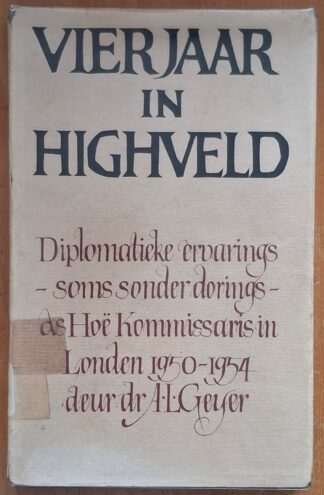 VIER JAAR
IN
HIGHVELD
Diplomatieke ervarings
- soms sonder dorings -
as Hoë Kommissaris in
Londen 1950-1954
deur dr A.L. Geyer